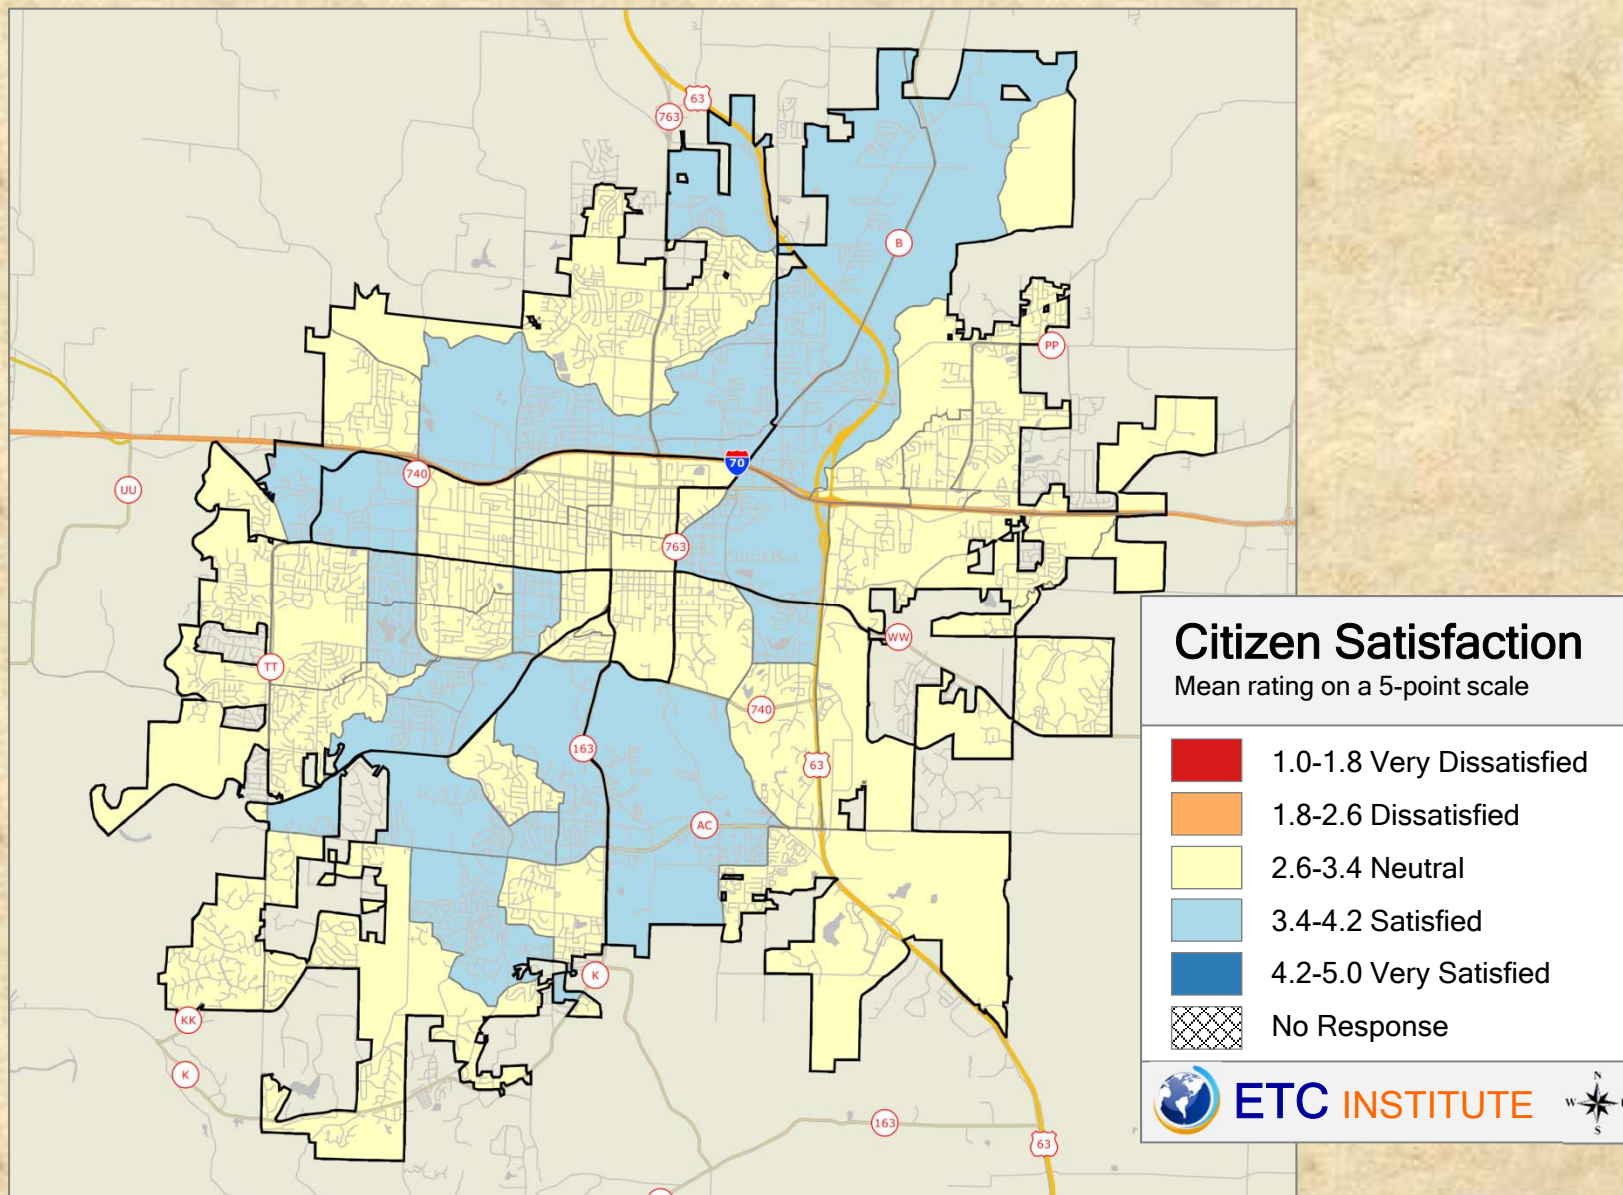 63
763
B
PP
70
740
UU
763
WW
TT
740
163
63
AC
K
KK
K
163
63
Citizen Satisfaction
Mean rating on a 5-point scale
1.0-1.8 Very Dissatisfied
1.8-2.6 Dissatisfied
2.6-3.4 Neutral
3.4-4.2 Satisfied
4.2-5.0 Very Satisfied
No Response
ETC INSTITUTE
N
W
S